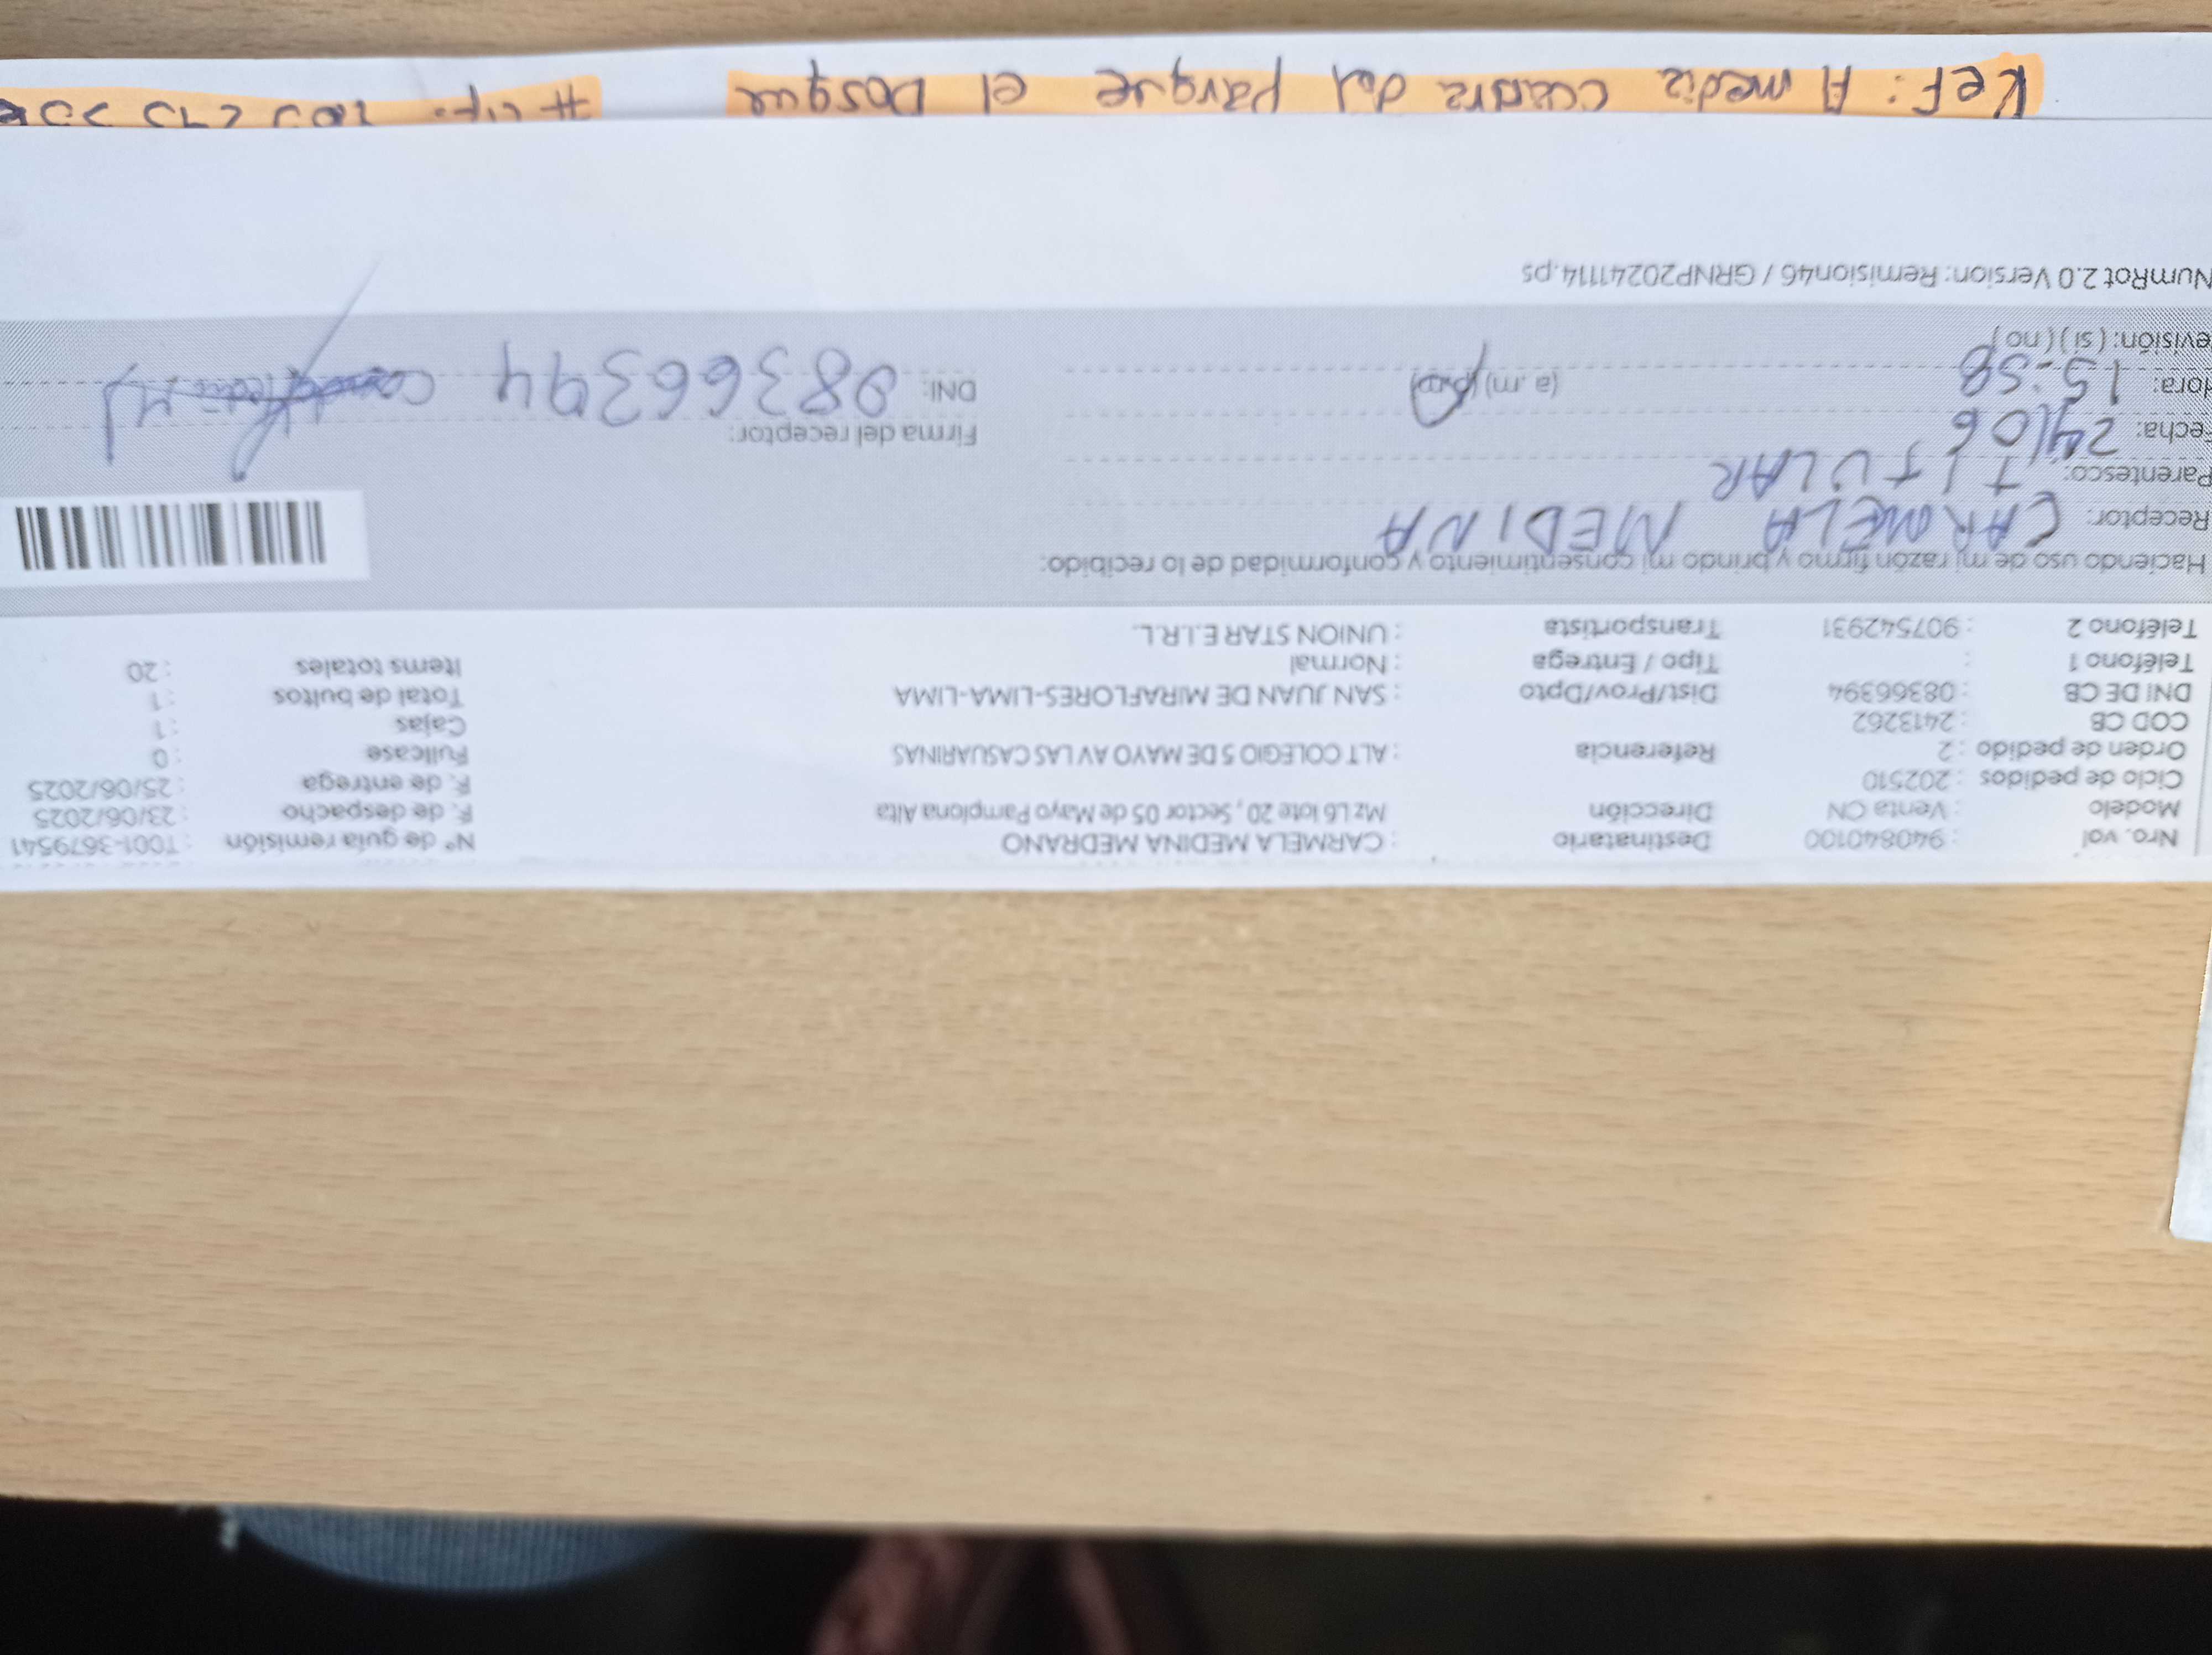 Nro. vol : 940840100 Destinatario : CARMELA MEDINA MEDRANO N° de guía remisión : T001-3679541
Modelo : Venta CN Dirección Mz L6 lote 20 , Sector 05 de Mayo Pamplona Alta F. de despacho : 23/06/2025
Ciclo de pedidos : 202510 F. de entrega : 25/06/2025
Orden de pedido : 2 Referencia : ALT COLEGIO 5 DE MAYO AV LAS CASUARINAS Fullcase : 0
COD CB : 2413262 Cajas : 1
DNI DE CB : 08366394 Dist/Prov/Dpto : SAN JUAN DE MIRAFLORES-LIMA-LIMA Total de bultos : 1
Teléfono 1 : Tipo / Entrega : Normal Items totales : 20
Teléfono 2 : 907542931 Transportista : UNION STAR E.I.R.L.
Haciendo uso de mi razón firmo y brindo mi consentimiento y conformidad de lo recibido:
Receptor: CARMELA MEDINA
Parentesco: TITULAR
Fecha: 24/06 Firma del receptor:
Hora: 15:58 (a .m) (p.m) DNI: 08366394
evisión: (si) (no)
NumRot 2.0 Version: Remision46 / GRNP20241114.ps
Ref: A media cuadra del parque el Bosque